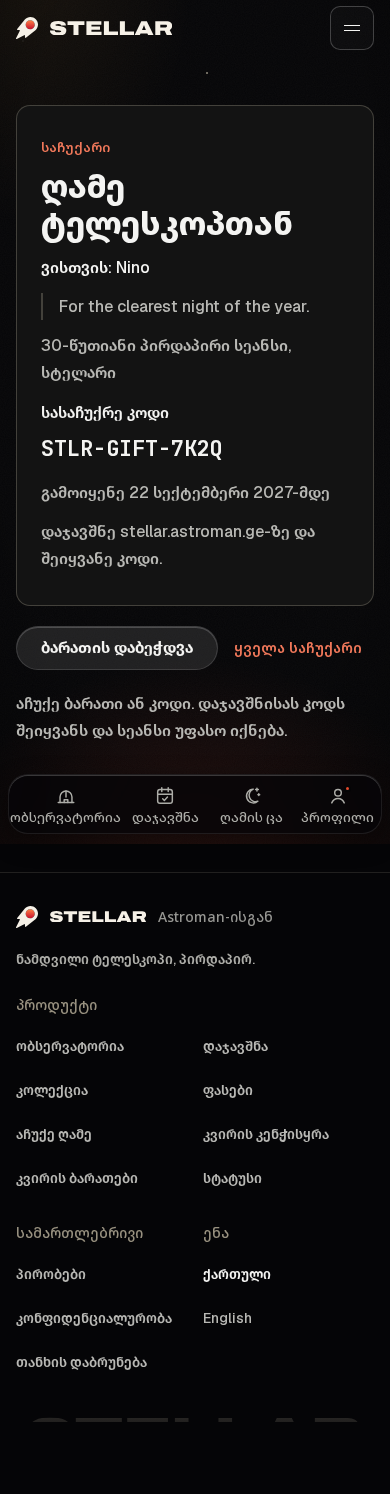 STELLAR
საჩუქარი
ღამე
ტელესკოპთან
ვისთვის: Nino
For the clearest night of the year.
30-წუთიანი პირდაპირი სეანსი,
სტელარი
სასაჩუქრე კოდი
STLR-GIFT-7K2Q
გამოიყენე 22 სექტემბერი 2027-მდე
დაჯავშნე stellar.astroman.ge-ზე და
შეიყვანე კოდი.
ბარათის დაბეჭდვა ყველა საჩუქარი
აჩუქე ბარათი ან კოდი. დაჯავშნისას კოდს
შეიყვანს და სეანსი უფასო იქნება.
ობსერვატორია დაჯავშნა ღამის ცა პროფილი
STELLAR Astroman-ისგან
ნამდვილი ტელესკოპი, პირდაპირ.
პროდუქტი
ობსერვატორია დაჯავშნა
კოლექცია ფასები
აჩუქე ღამე კვირის კენჭისყრა
კვირის ბარათები სტატუსი
სამართლებრივი ენა
პირობები ქართული
კონფიდენციალურობა English
თანხის დაბრუნება